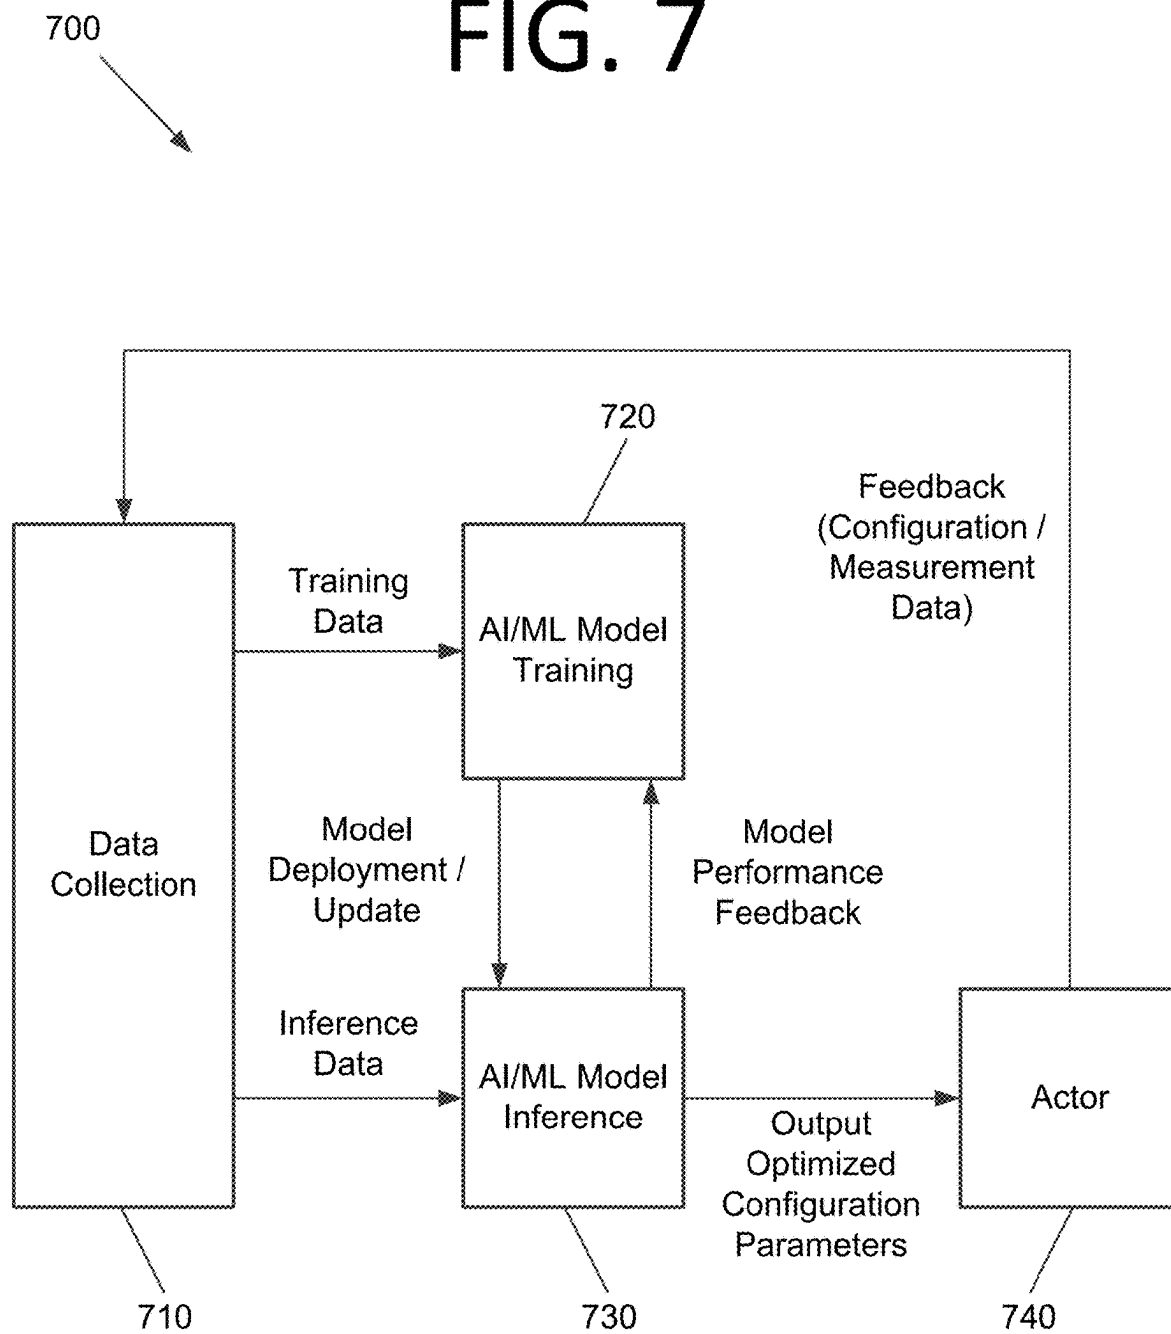 FIG. 7
700
720
Feedback
(Configuration /
Measurement
Data)
Training
Data
AI/ML Model
Training
Data
Collection
Model
Deployment /
Update
Model
Performance
Feedback
Inference
Data
AI/ML Model
Inference
Actor
Output
Optimized
Configuration
Parameters
710
730
740